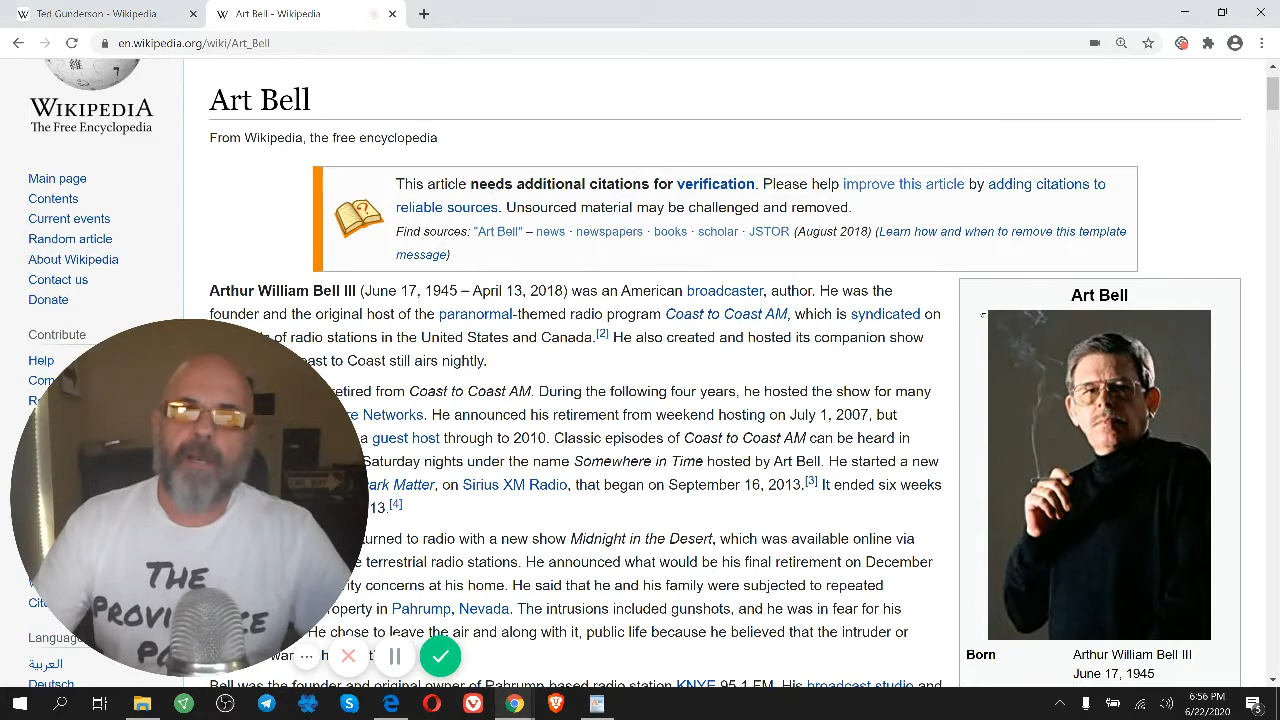 Ted Gunderson - Wikipedia
Art Bell - Wikipedia
en.wikipedia.org/wiki/Art_Bell
WIKIPEDIA
The Free Encyclopedia
Main page
Contents
Current events
Random article
About Wikipedia
Contact us
Donate
Contribute
Help
Com
Languag
العربية
Deutsch
Art Bell
From Wikipedia, the free encyclopedia
This article needs additional citations for verification. Please help improve this article by adding citations to
reliable sources. Unsourced material may be challenged and removed.
Find sources: "Art Bell" – news · newspapers · books · scholar · JSTOR (August 2018) (Learn how and when to remove this template
message)
Arthur William Bell III (June 17, 1945 – April 13, 2018) was an American broadcaster, author. He was the
founder and the original host of the paranormal-themed radio program Coast to Coast AM, which is syndicated on
of radio stations in the United States and Canada.[2] He also created and hosted its companion show
ast to Coast still airs nightly.
etired from Coast to Coast AM. During the following four years, he hosted the show for many
re Networks. He announced his retirement from weekend hosting on July 1, 2007, but
a guest host through to 2010. Classic episodes of Coast to Coast AM can be heard in
Saturday nights under the name Somewhere in Time hosted by Art Bell. He started a new
ark Matter, on Sirius XM Radio, that began on September 16, 2013.[3] It ended six weeks
13.[4]
urned to radio with a new show Midnight in the Desert, which was available online via
terrestrial radio stations. He announced what would be his final retirement on December
ity concerns at his home. He said that he and his family were subjected to repeated
operty in Pahrump, Nevada. The intrusions included gunshots, and he was in fear for his
He chose to leave the air and along with it, public life because he believed that the intruder or
Bell was the founder and original owner of Pahrump-based radio station KNYE 95.1 FM. His broadcast studio and
Art Bell
Born
Arthur William Bell III
June 17, 1945
THE
6:56 PM
6/22/2020